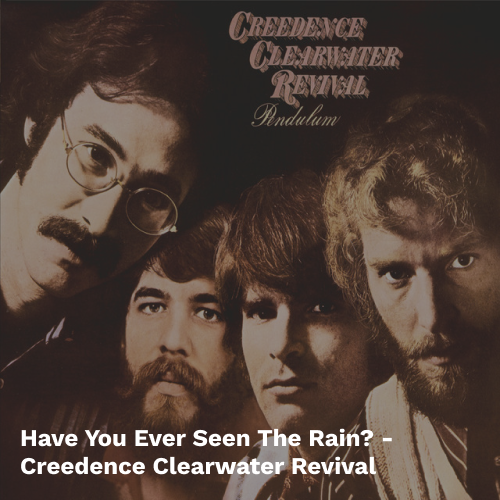 CREEDENCE
CLEARWATER
REVIVAL
Pendulum
Have You Ever Seen The Rain? -
Creedence Clearwater Revival